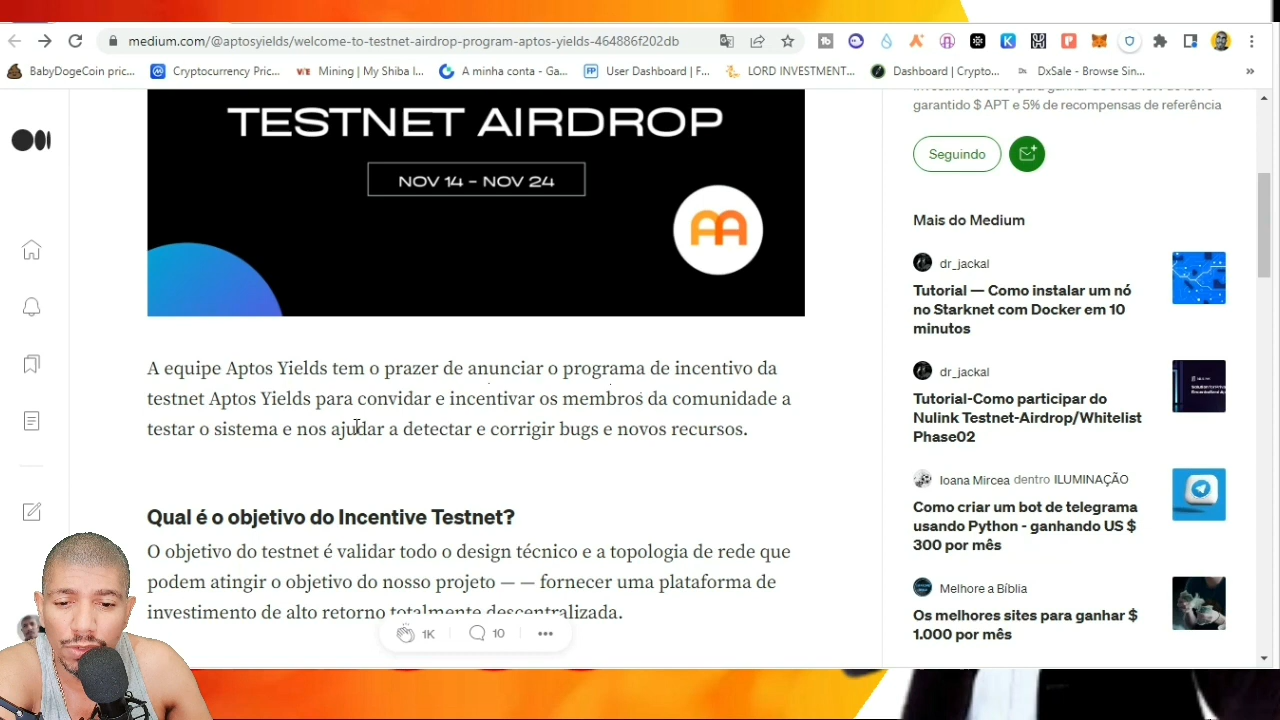 medium.com/@aptosyields/welcome-to-testnet-airdrop-program-aptos-yields-464886f202db
BabyDogeCoin pric...
Cryptocurrency Pric...
Mining | My Shiba I...
A minha conta - Ga...
User Dashboard | F...
LORD INVESTMENT...
Dashboard | Crypto...
DxSale - Browse Sin...
TESTNET AIRDROP
NOV 14 – NOV 24
A equipe Aptos Yields tem o prazer de anunciar o programa de incentivo da
testnet Aptos Yields para convidar e incentivar os membros da comunidade a
testar o sistema e nos ajudar a detectar e corrigir bugs e novos recursos.
Qual é o objetivo do Incentive Testnet?
O objetivo do testnet é validar todo o design técnico e a topologia de rede que
podem atingir o objetivo do nosso projeto — — fornecer uma plataforma de
investimento de alto retorno totalmente descentralizada.
1K
10
garantido $ APT e 5% de recompensas de referência
Seguindo
Mais do Medium
dr_jackal
Tutorial — Como instalar um nó
no Starknet com Docker em 10
minutos
dr_jackal
Tutorial-Como participar do
Nulink Testnet-Airdrop/Whitelist
Phase02
Ioana Mircea dentro ILUMINAÇÃO
Como criar um bot de telegrama
usando Python - ganhando US $
300 por mês
Melhore a Bíblia
Os melhores sites para ganhar $
1.000 por mês